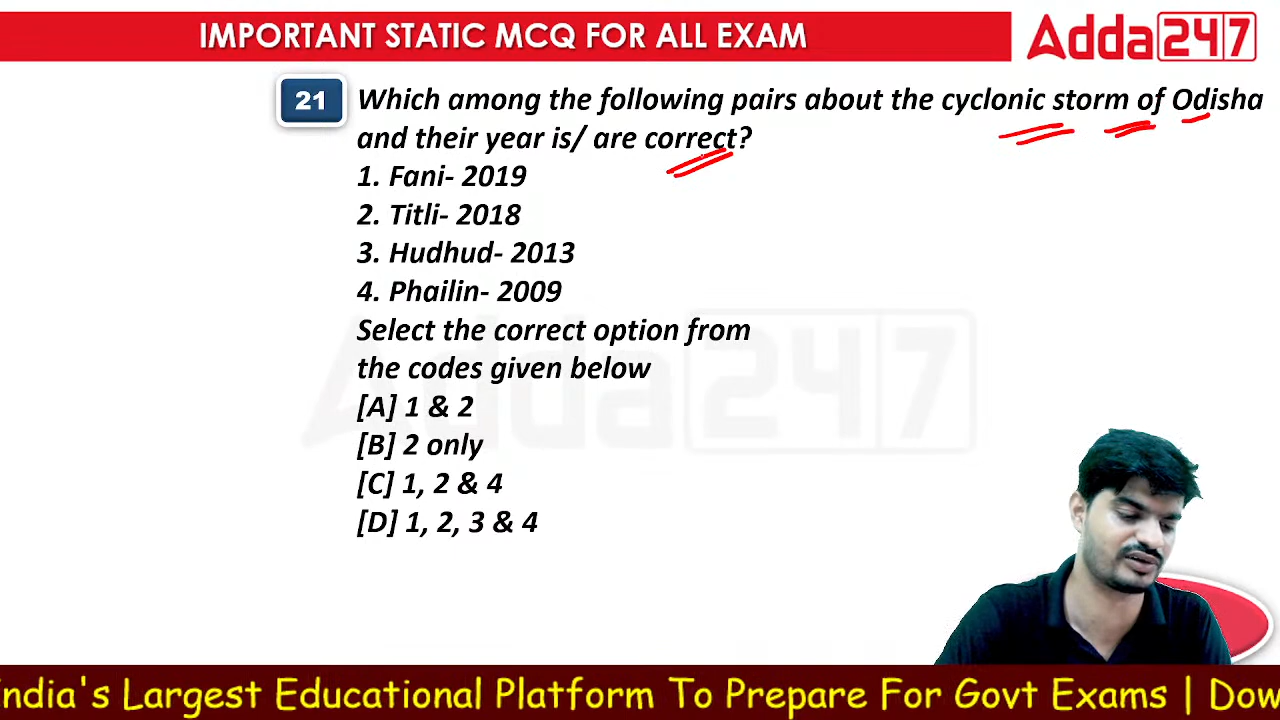 IMPORTANT STATIC MCQ FOR ALL EXAM
Adda247
21
Which among the following pairs about the cyclonic storm of Odisha
and their year is/ are correct?
1. Fani- 2019
2. Titli- 2018
3. Hudhud- 2013
4. Phailin- 2009
Select the correct option from
the codes given below
[A] 1 & 2
[B] 2 only
[C] 1, 2 & 4
[D] 1, 2, 3 & 4
Adda247
India's Largest Educational Platform To Prepare For Govt Exams | Dow